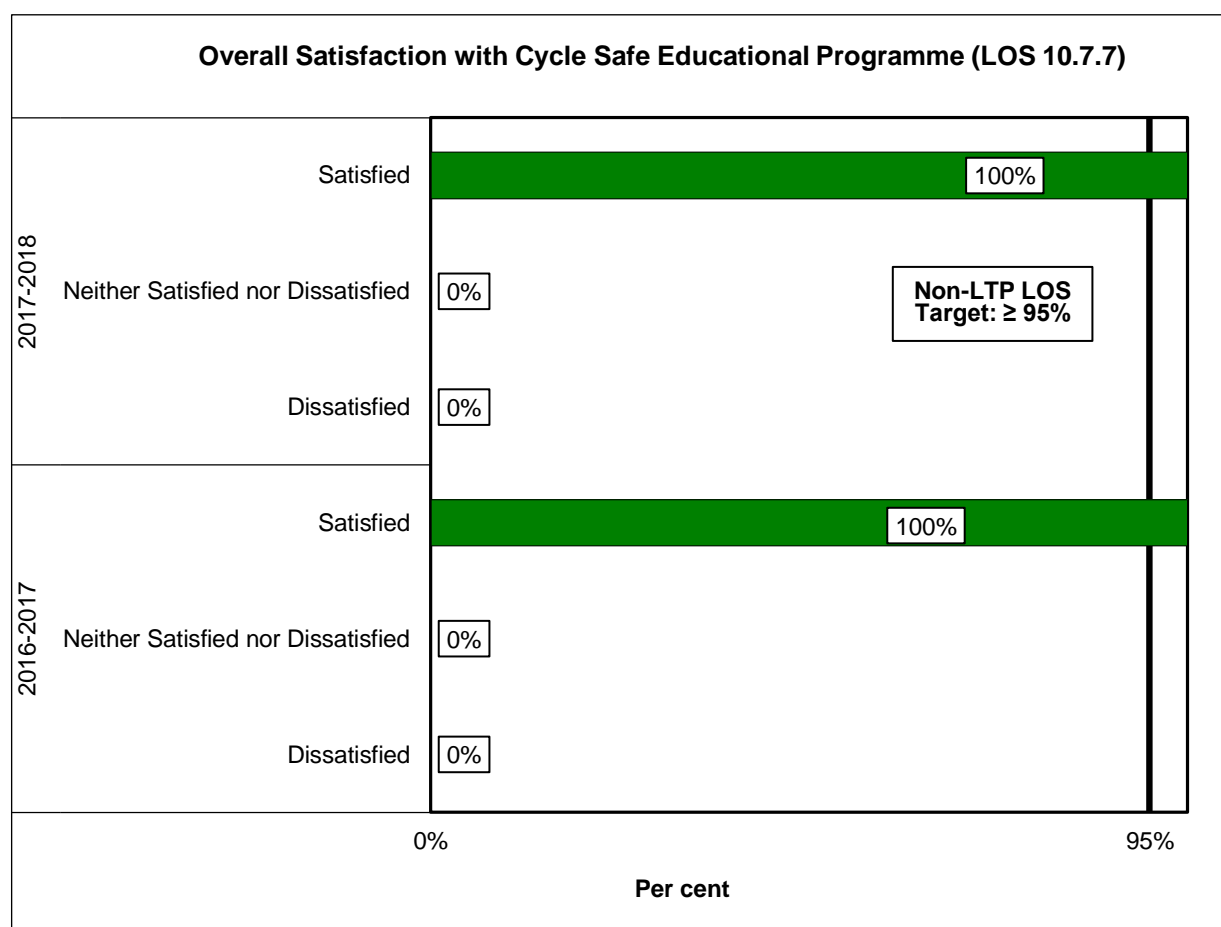 Overall Satisfaction with Cycle Safe Educational Programme (LOS 10.7.7)
2017-2018
Satisfied
100%
Neither Satisfied nor Dissatisfied
0%
Non-LTP LOS
Target: ≥ 95%
Dissatisfied
0%
2016-2017
Satisfied
100%
Neither Satisfied nor Dissatisfied
0%
Dissatisfied
0%
0%
95%
Per cent